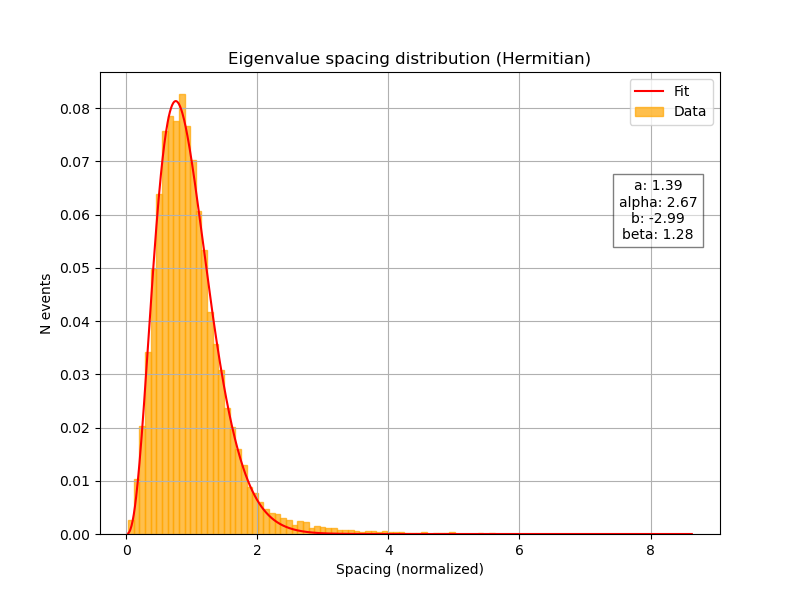 Eigenvalue spacing distribution (Hermitian)
Fit
Data
a: 1.39
alpha: 2.67
b: -2.99
beta: 1.28
N events
0.08
0.07
0.06
0.05
0.04
0.03
0.02
0.01
0.00
0 2 4 6 8
Spacing (normalized)